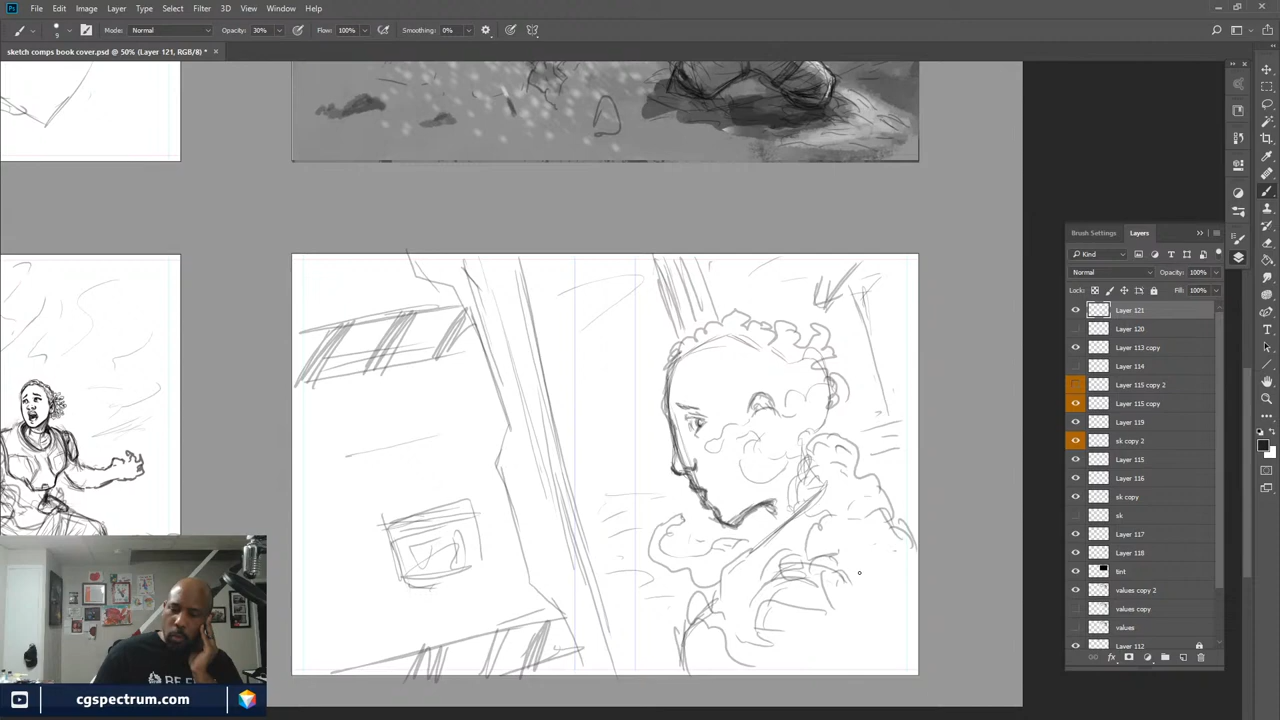 Ps File Edit Image Layer Type Select Filter 3D View Window Help
9 Mode: Normal Opacity: 30% Flow: 100% Smoothing: 0%
sketch comps book cover.psd @ 50% (Layer 121, RGB/8) * ×
Brush Settings Layers
Kind
Normal Opacity: 100%
Lock: Fill: 100%
Layer 121
Layer 120
Layer 113 copy
Layer 114
Layer 115 copy 2
Layer 115 copy
Layer 119
sk copy 2
Layer 115
Layer 116
sk copy
sk
Layer 117
Layer 118
tint
values copy 2
values copy
values
Layer 112
fx
cgspectrum.com